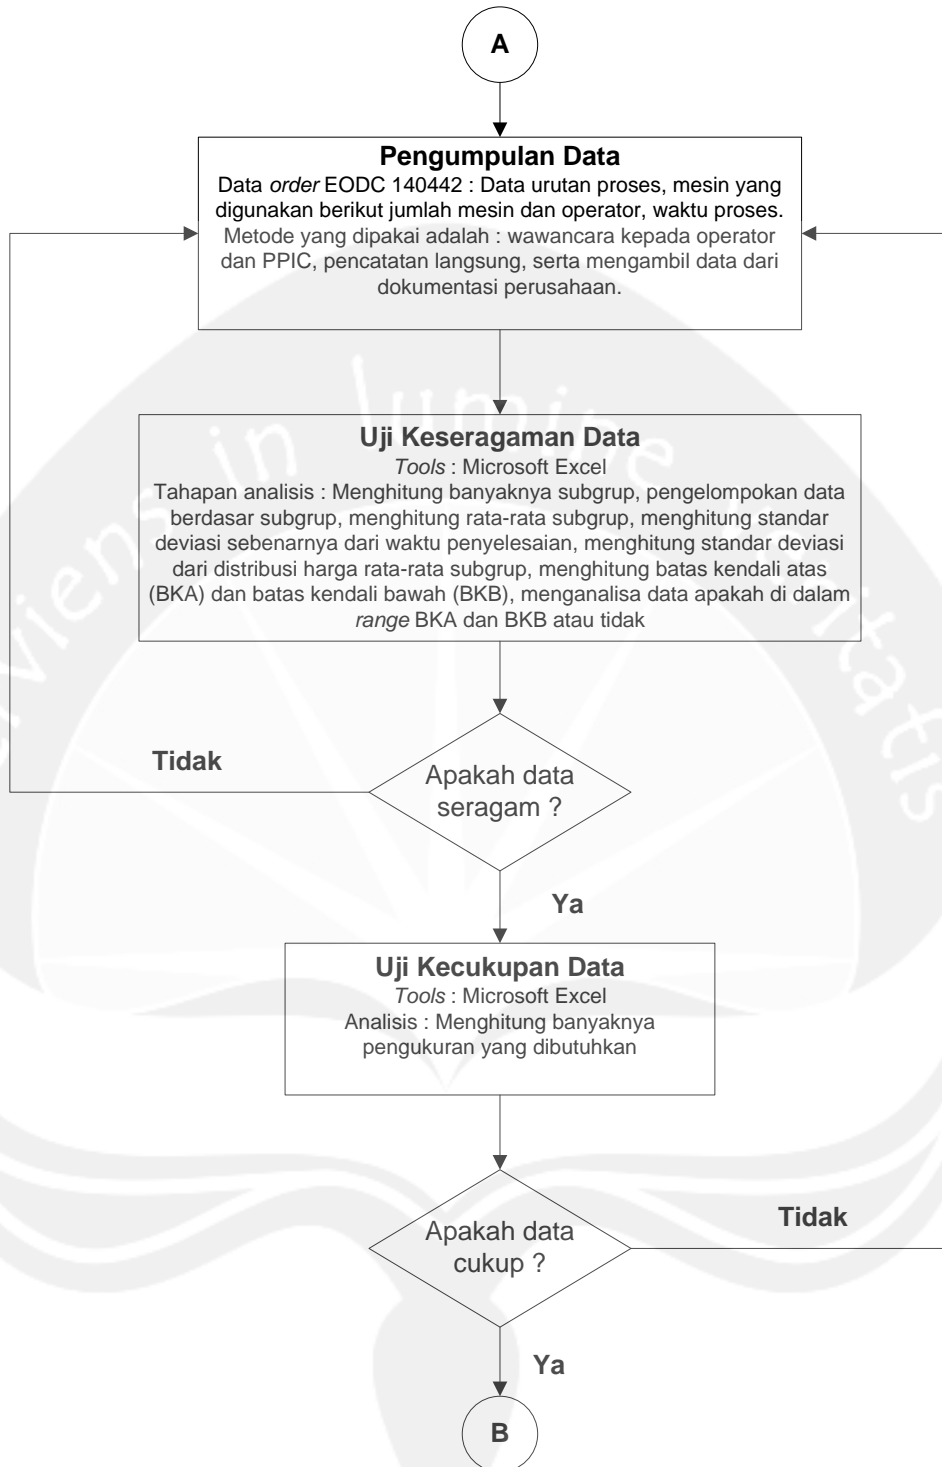 A
Pengumpulan Data
Data order EODC 140442 : Data urutan proses, mesin yang
digunakan berikut jumlah mesin dan operator, waktu proses.
Metode yang dipakai adalah : wawancara kepada operator
dan PPIC, pencatatan langsung, serta mengambil data dari
dokumentasi perusahaan.
Uji Keseragaman Data
Tools : Microsoft Excel
Tahapan analisis : Menghitung banyaknya subgrup, pengelompokan data
berdasar subgrup, menghitung rata-rata subgrup, menghitung standar
deviasi sebenarnya dari waktu penyelesaian, menghitung standar deviasi
dari distribusi harga rata-rata subgrup, menghitung batas kendali atas
(BKA) dan batas kendali bawah (BKB), menganalisa data apakah di dalam
range BKA dan BKB atau tidak
Tidak
Apakah data
seragam ?
Ya
Uji Kecukupan Data
Tools : Microsoft Excel
Analisis : Menghitung banyaknya
pengukuran yang dibutuhkan
Apakah data
cukup ?
Tidak
Ya
B
in lumine veritatis